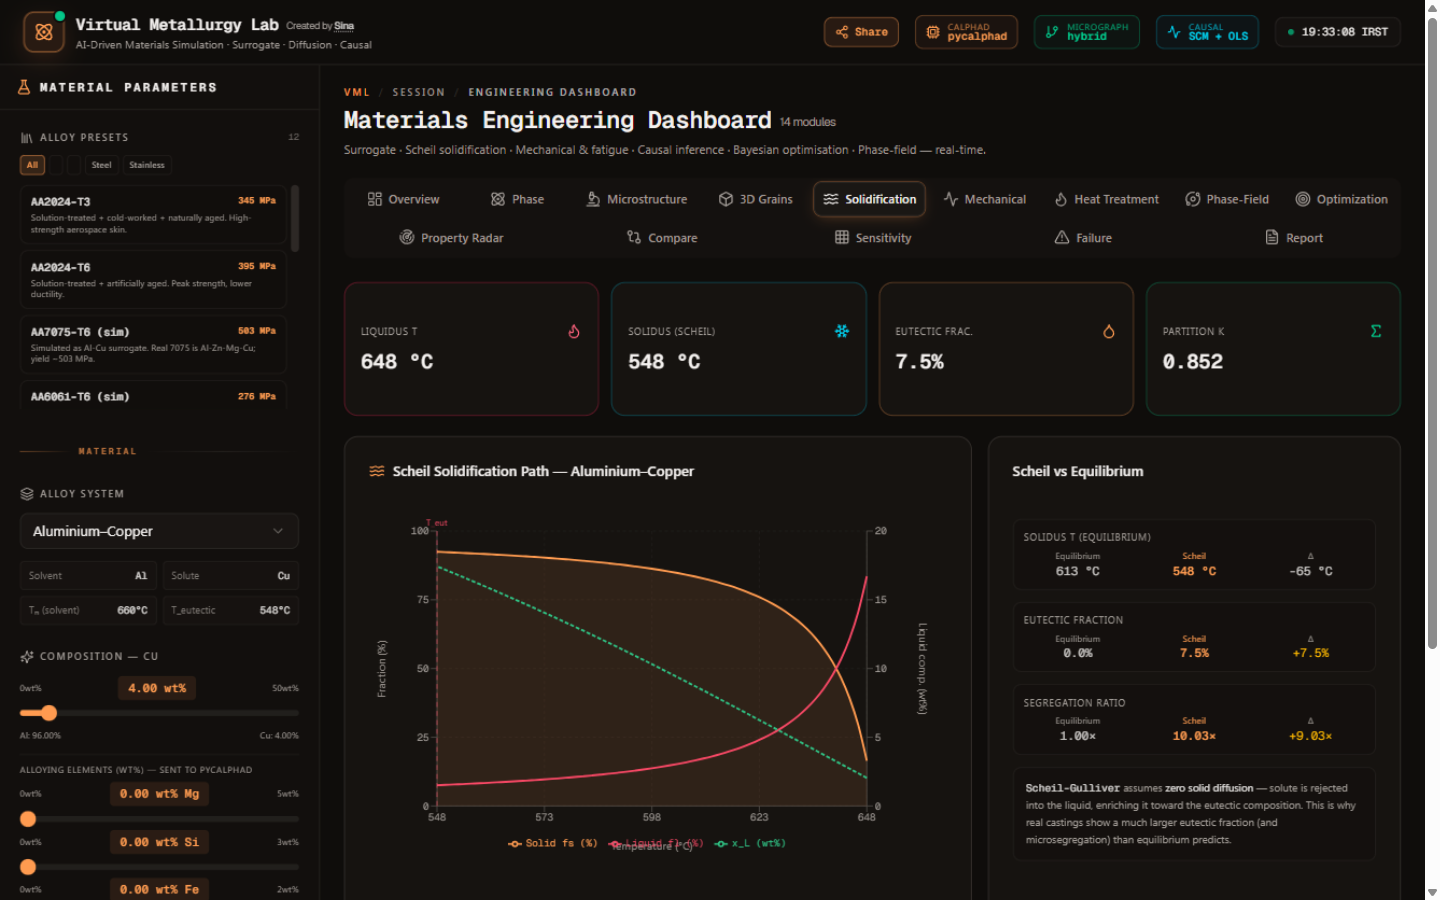 Virtual Metallurgy Lab Created by Sina
AI-Driven Materials Simulation · Surrogate · Diffusion · Causal
Share
CALPHAD
pycalphad
MICROGRAPH
hybrid
CAUSAL
SCM + OLS
19:33:08 IRST
MATERIAL PARAMETERS
ALLOY PRESETS 12
All Steel Stainless
AA2024-T3 345 MPa
Solution-treated + cold-worked + naturally aged. High-
strength aerospace skin.
AA2024-T6 395 MPa
Solution-treated + artificially aged. Peak strength, lower
ductility.
AA7075-T6 (sim) 503 MPa
Simulated as Al-Cu surrogate. Real 7075 is Al-Zn-Mg-Cu;
yield ~503 MPa.
AA6061-T6 (sim) 276 MPa
MATERIAL
ALLOY SYSTEM
Aluminium–Copper
Solvent Al
Solute Cu
Tₘ (solvent) 660°C
T_eutectic 548°C
COMPOSITION — CU
0wt% 4.00 wt% 50wt%
Al: 96.00% Cu: 4.00%
ALLOYING ELEMENTS (WT%) — SENT TO PYCALPHAD
0wt% 0.00 wt% Mg 5wt%
0wt% 0.00 wt% Si 3wt%
0wt% 0.00 wt% Fe 2wt%
VML / SESSION / ENGINEERING DASHBOARD
Materials Engineering Dashboard 14 modules
Surrogate · Scheil solidification · Mechanical & fatigue · Causal inference · Bayesian optimisation · Phase-field — real-time.
Overview Phase Microstructure 3D Grains Solidification Mechanical Heat Treatment Phase-Field Optimization
Property Radar Compare Sensitivity Failure Report
LIQUIDUS T
648 °C
SOLIDUS (SCHEIL)
548 °C
EUTECTIC FRAC.
7.5%
PARTITION K
0.852
Scheil Solidification Path — Aluminium–Copper
T_eut
100 75 50 25 0
Fraction (%)
20 15 10 5 0
Liquid comp. (wt%)
548 573 598 623 648
Temperature (°C)
Solid fs (%) Liquid fl (%) x_L (wt%)
Scheil vs Equilibrium
SOLIDUS T (EQUILIBRIUM)
Equilibrium Scheil Δ
613 °C 548 °C -65 °C
EUTECTIC FRACTION
Equilibrium Scheil Δ
0.0% 7.5% +7.5%
SEGREGATION RATIO
Equilibrium Scheil Δ
1.00× 10.03× +9.03×
Scheil-Gulliver assumes zero solid diffusion — solute is rejected
into the liquid, enriching it toward the eutectic composition. This is why
real castings show a much larger eutectic fraction (and
microsegregation) than equilibrium predicts.